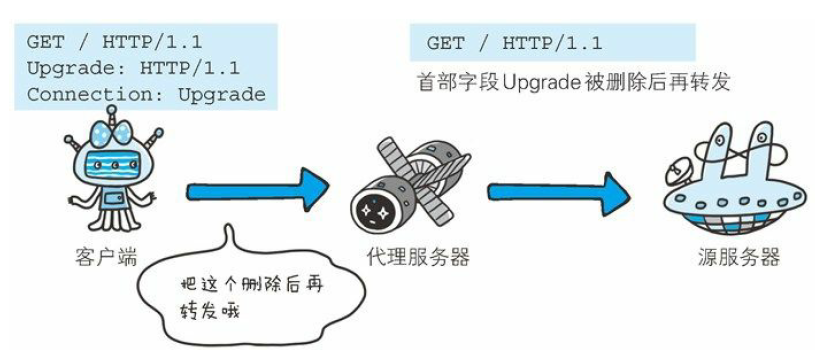 GET / HTTP/1.1
Upgrade: HTTP/1.1
Connection: Upgrade
GET / HTTP/1.1
首部字段Upgrade被删除后再转发
客户端
代理服务器
源服务器
把这个删除后再
转发哦